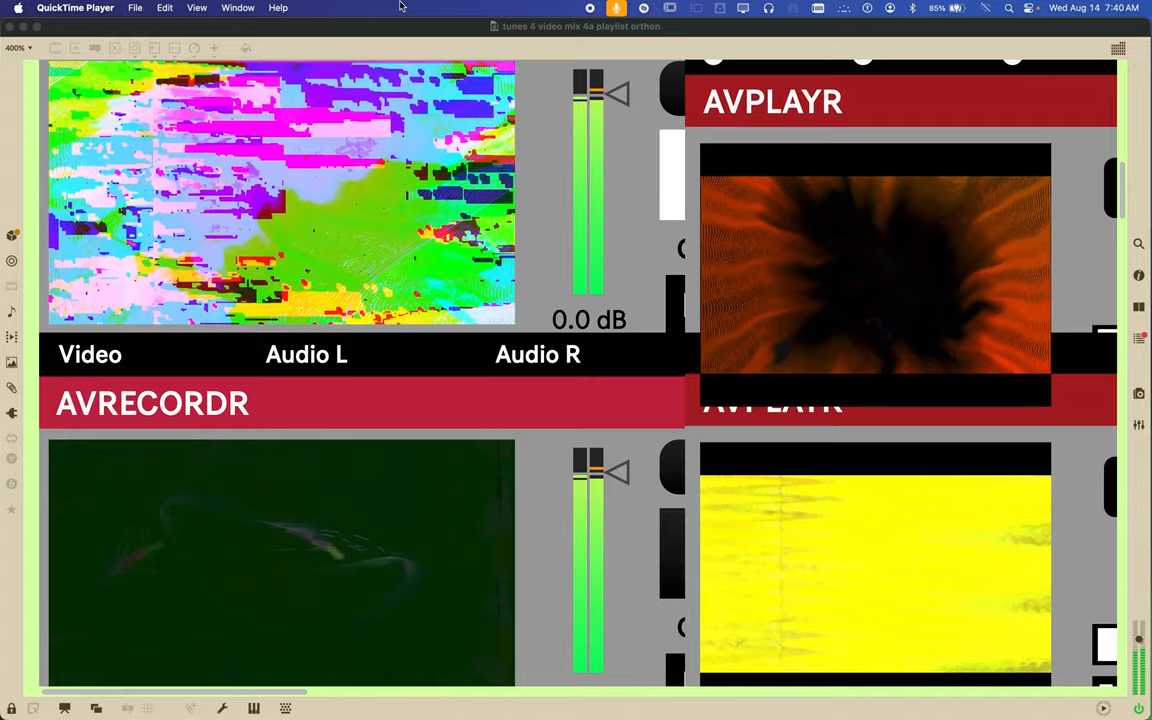 QuickTime Player File Edit View Window Help 85% Wed Aug 14 7:40 AM
tunes 4 video mix 4a playlist orthon
400%
AVPLAYR
0.0 dB
Video Audio L Audio R
AVRECORDR
AVPLAYR